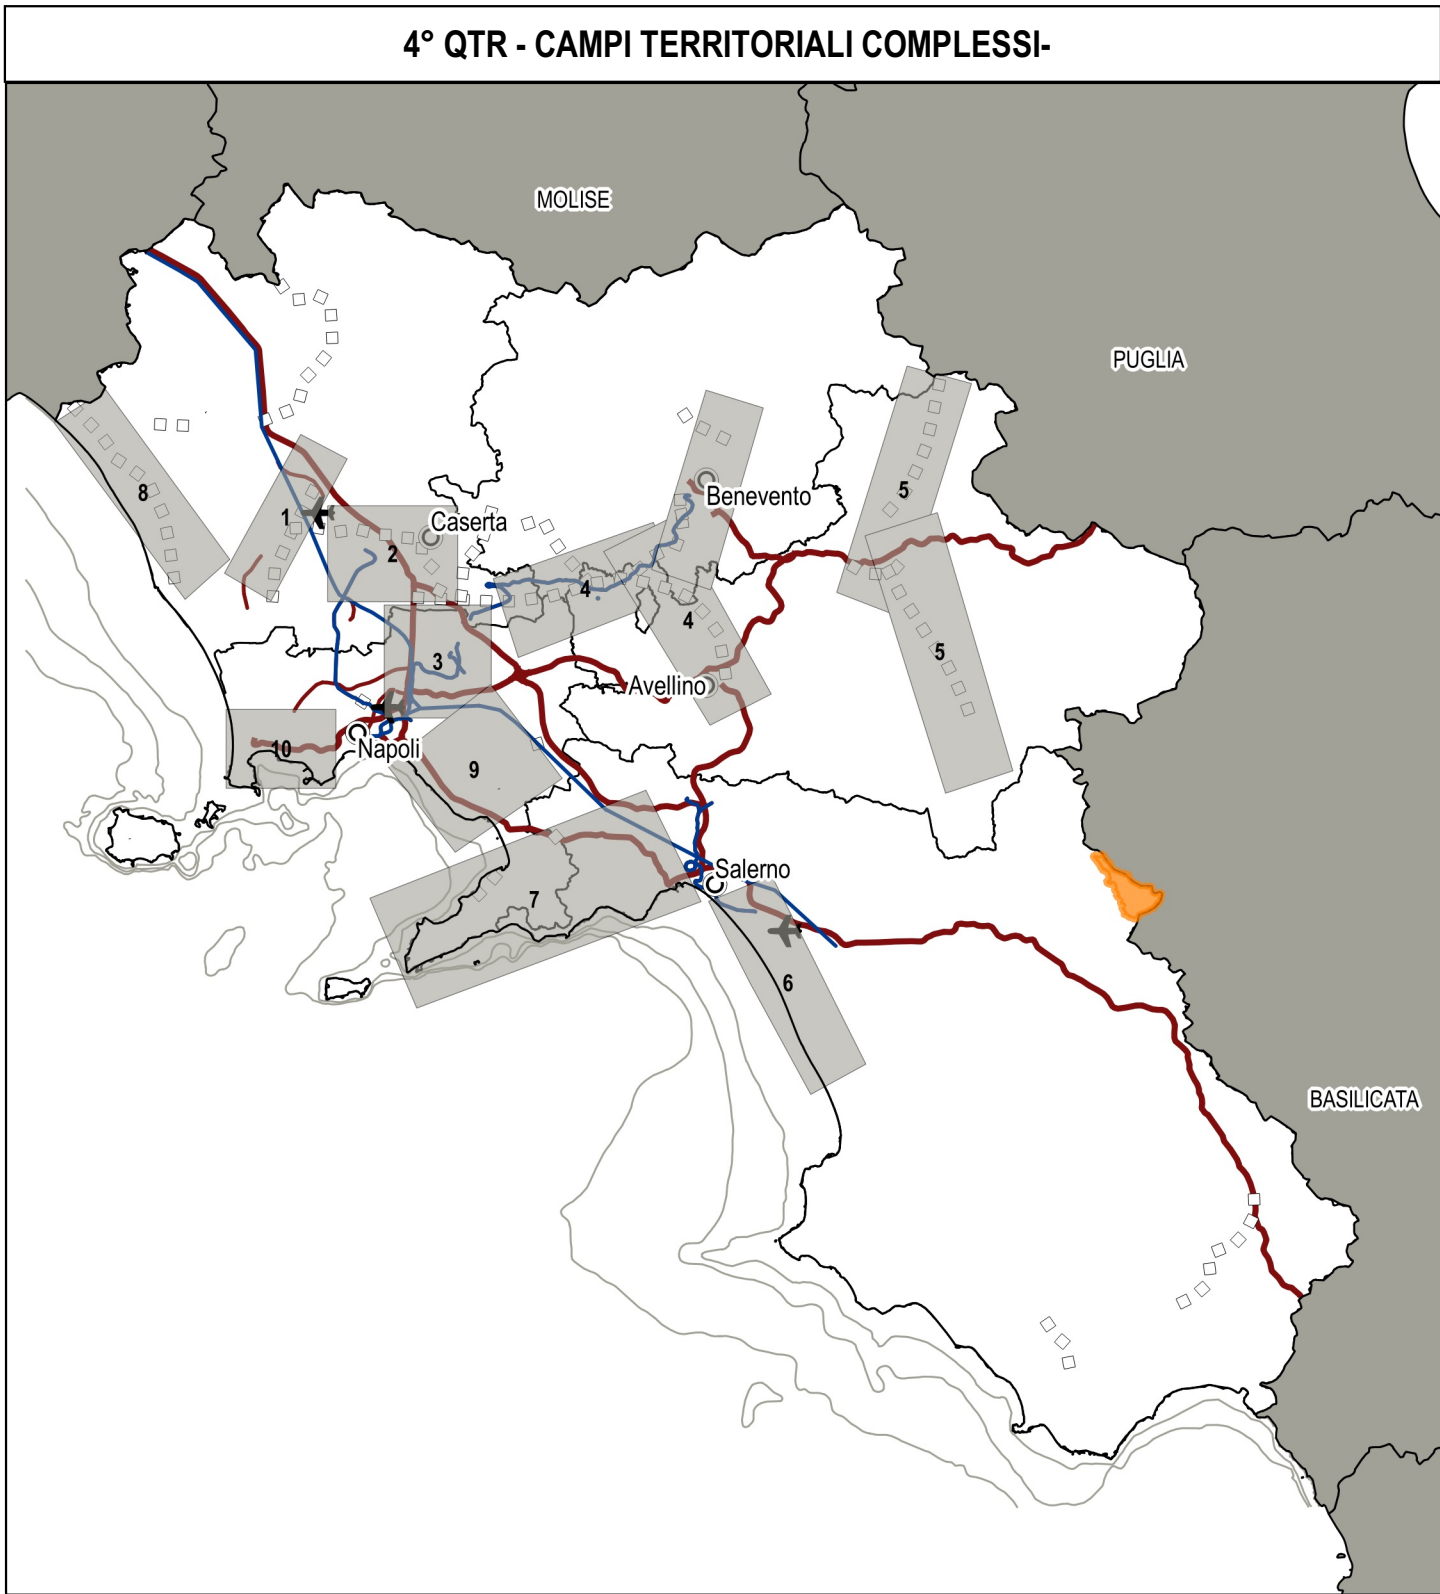 4° QTR - CAMPI TERRITORIALI COMPLESSI-
MOLISE
PUGLIA
8
1
Caserta
2
Benevento
5
4
4
3
5
Avellino
10
Napoli
9
Salerno
7
6
BASILICATA